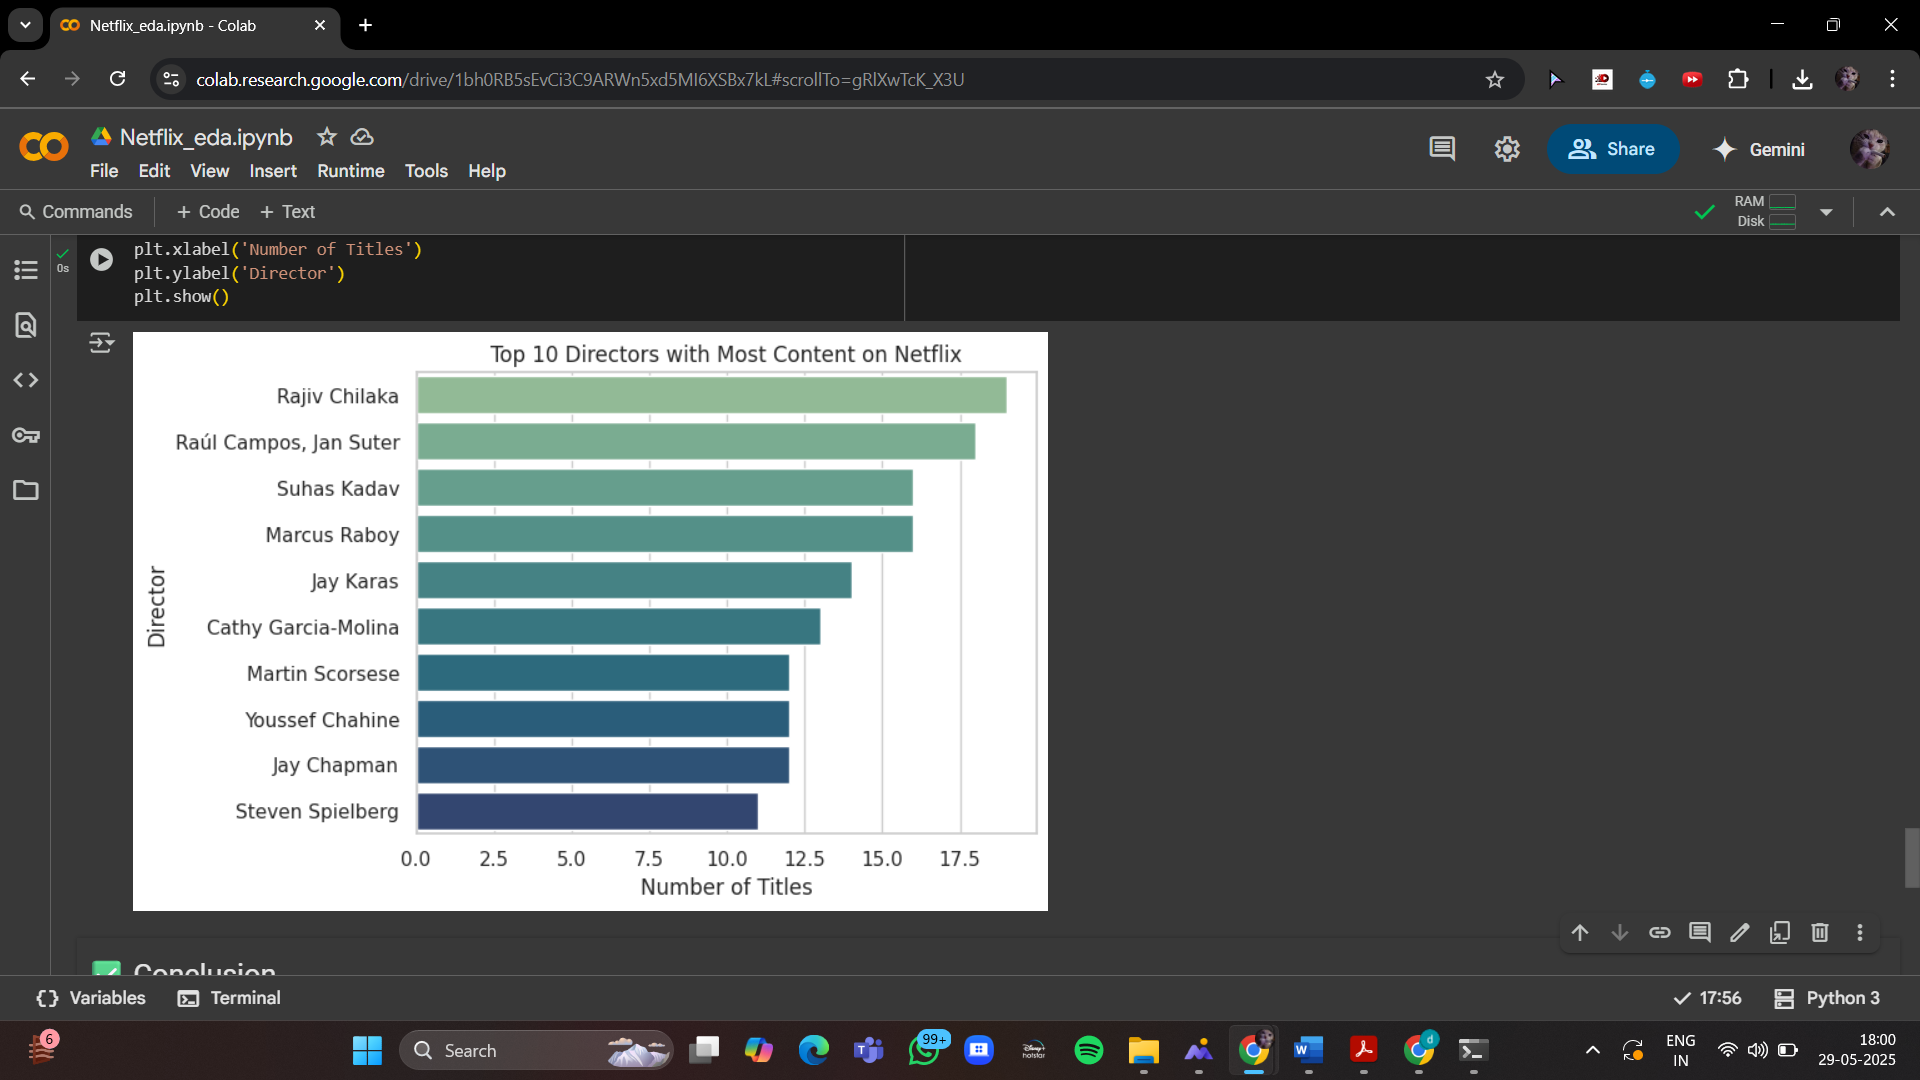 Netflix_eda.ipynb - Colab
colab.research.google.com/drive/1bh0RB5sEvCi3C9ARWn5xd5MI6XSBx7kL#scrollTo=gRlXwTcK_X3U
Netflix_eda.ipynb
File Edit View Insert Runtime Tools Help
Share
Gemini
Commands
+ Code + Text
RAM
Disk
0s
plt.xlabel('Number of Titles')
plt.ylabel('Director')
plt.show()
Top 10 Directors with Most Content on Netflix
Rajiv Chilaka
Raúl Campos, Jan Suter
Suhas Kadav
Marcus Raboy
Jay Karas
Cathy Garcia-Molina
Martin Scorsese
Youssef Chahine
Jay Chapman
Steven Spielberg
Director
0.0 2.5 5.0 7.5 10.0 12.5 15.0 17.5
Number of Titles
Conclusion
Variables
Terminal
17:56
Python 3
6
Search
99+
d
ENG
IN
18:00
29-05-2025